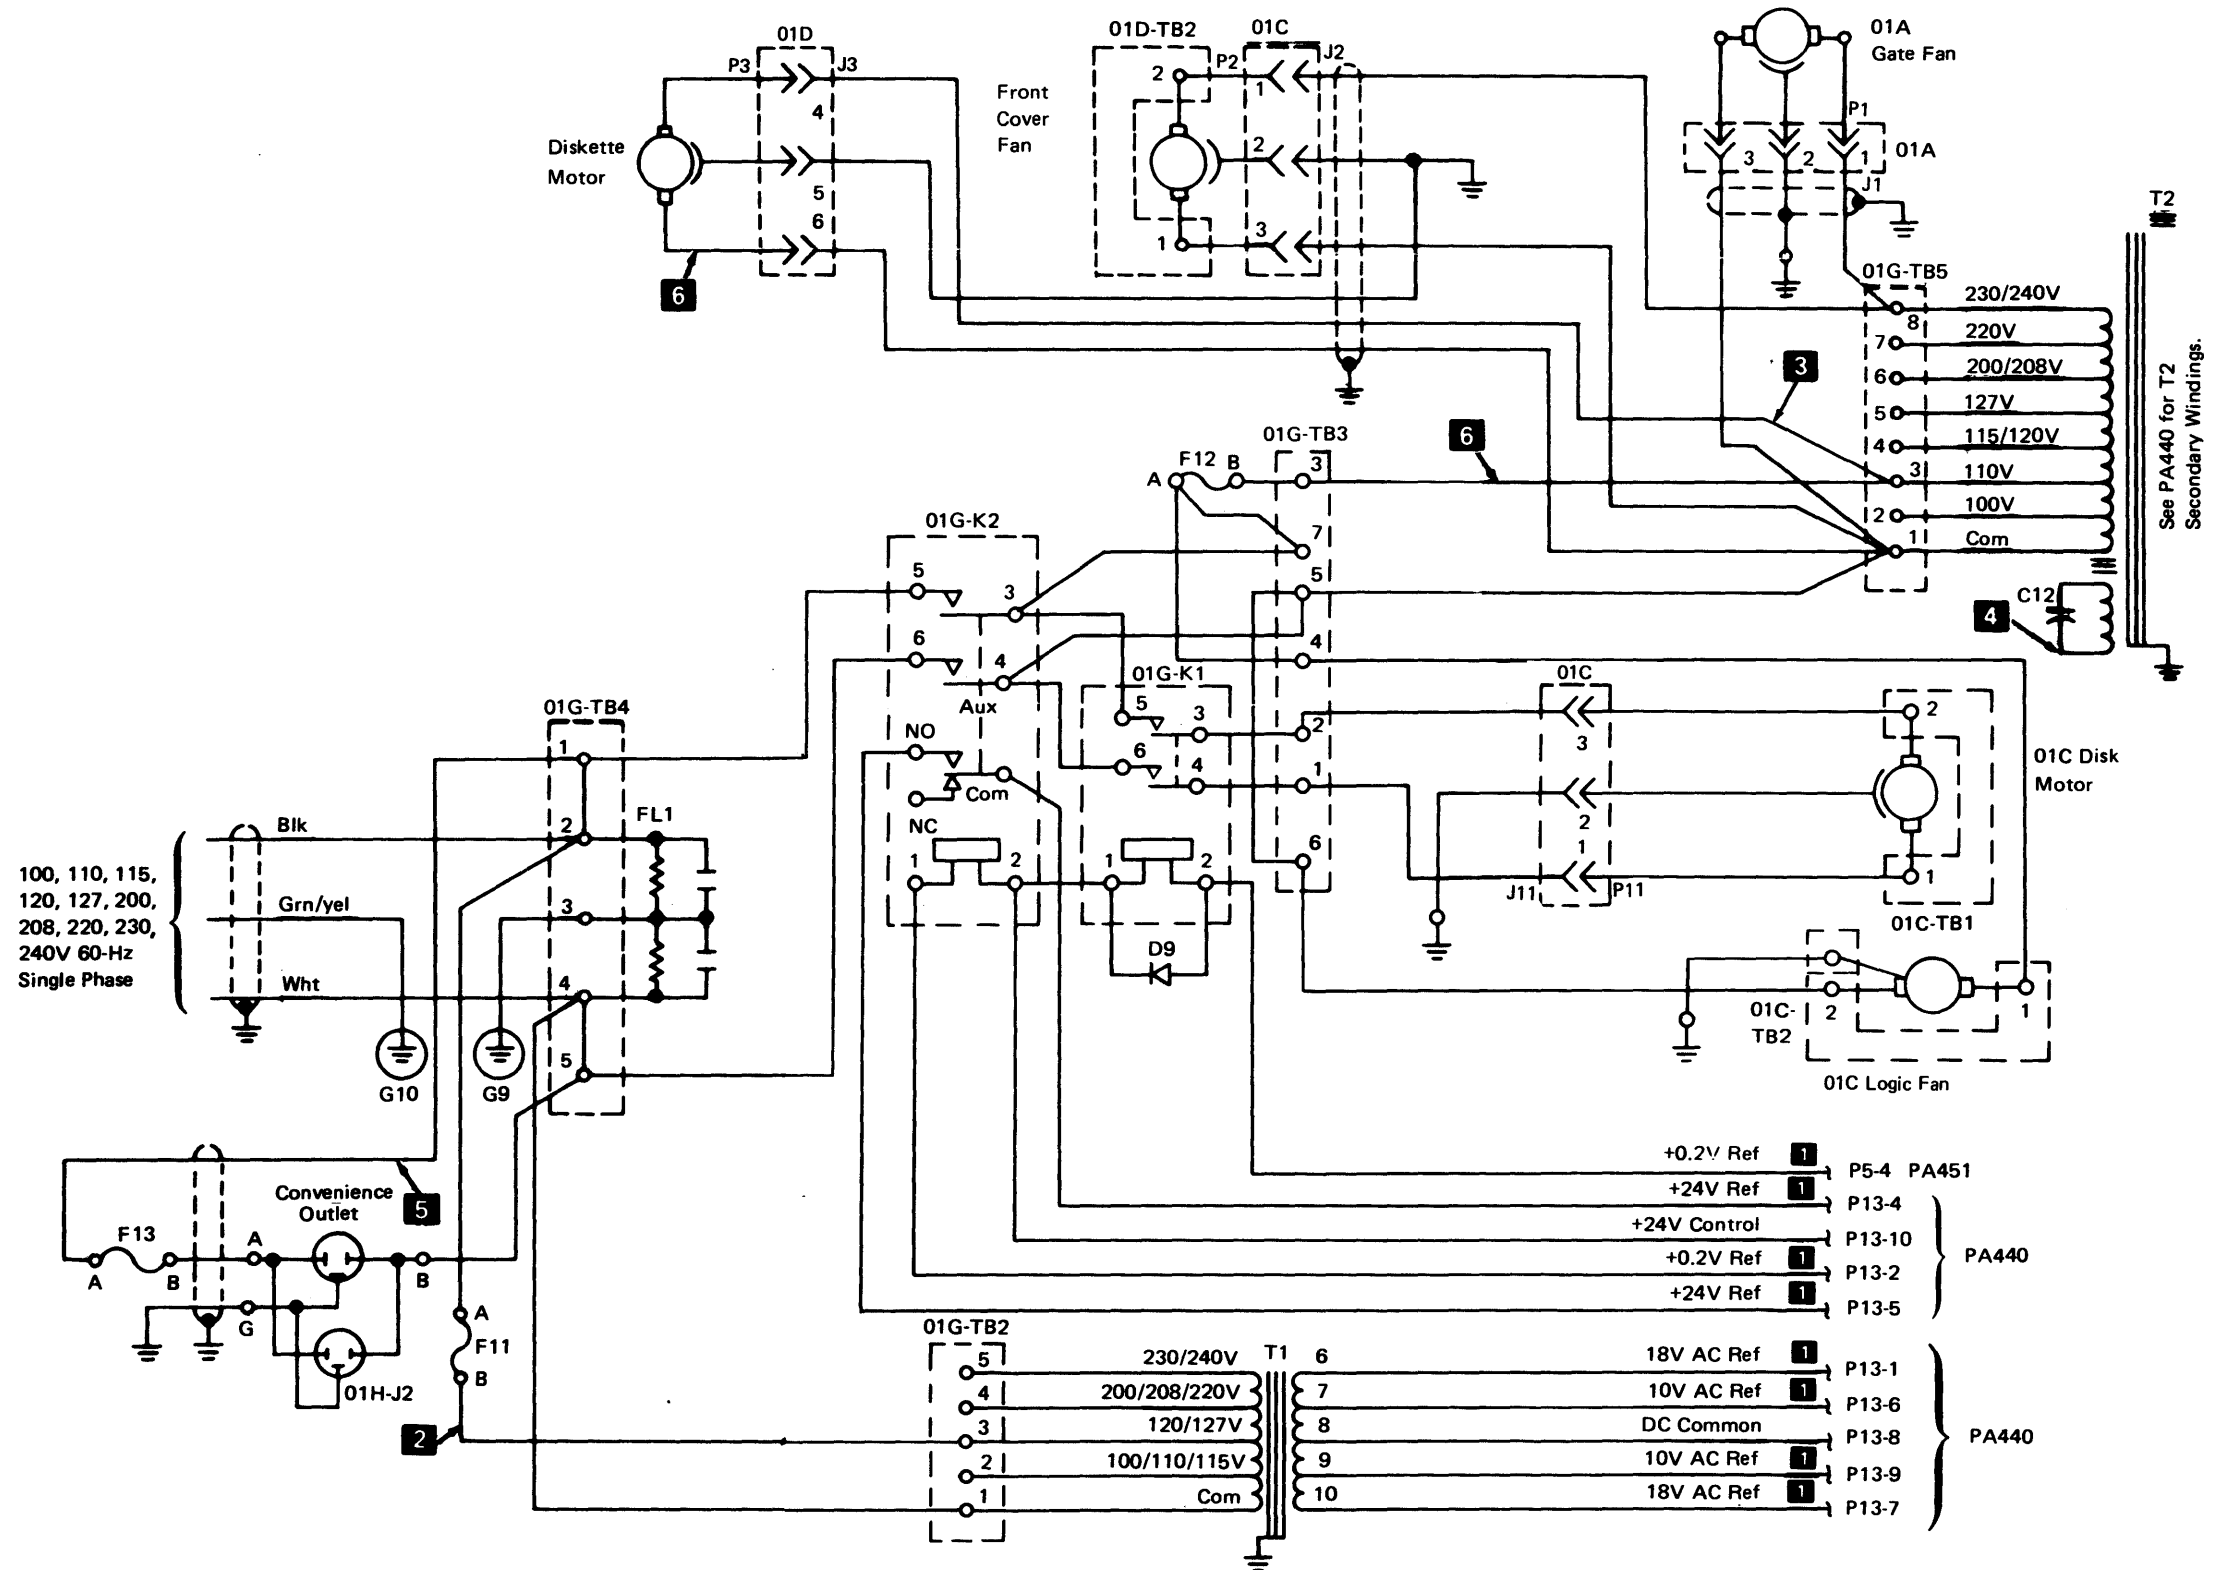 01D
P3
J3
4
5
6
Diskette
Motor
6
01D-TB2
01C
P2
J2
2
1
Front
Cover
Fan
2
1
3
01A
Gate Fan
P1
3
2
1
01A
J1
T2
01G-TB5
8
230/240V
7
220V
6
200/208V
5
127V
4
115/120V
3
110V
2
100V
1
Com
See PA440 for T2
Secondary Windings.
3
6
4
C12
01G-TB3
A
F12
B
3
7
5
4
2
1
6
01G-K2
5
3
6
4
Aux
NO
Com
NC
1
2
01G-K1
5
3
6
4
1
2
D9
01C
3
2
1
J11
P11
2
01C Disk
Motor
1
01C-TB1
01C-
TB2
2
1
01C Logic Fan
01G-TB4
1
2
3
4
5
FL1
Blk
Grn/yel
Wht
100, 110, 115,
120, 127, 200,
208, 220, 230,
240V 60-Hz
Single Phase
G10
G9
5
Convenience
Outlet
F13
A
B
A
B
G
01H-J2
A
F11
B
2
+0.2V Ref 1 P5-4 PA451
+24V Ref 1 P13-4
+24V Control P13-10
+0.2V Ref 1 P13-2
+24V Ref 1 P13-5
PA440
01G-TB2
T1
5 230/240V
4 200/208/220V
3 120/127V
2 100/110/115V
1 Com
6 18V AC Ref 1 P13-1
7 10V AC Ref 1 P13-6
8 DC Common P13-8
9 10V AC Ref 1 P13-9
10 18V AC Ref 1 P13-7
PA440